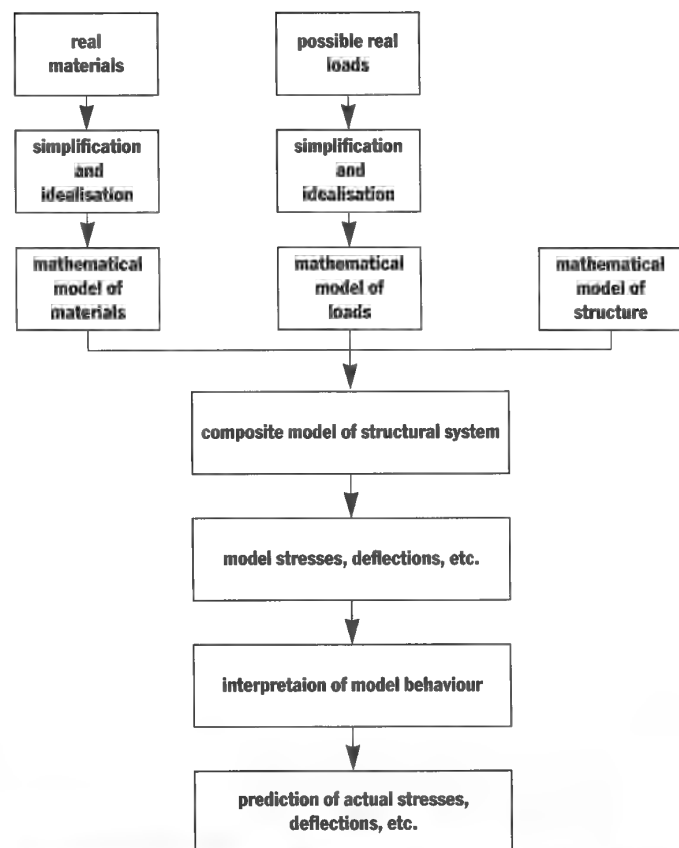 real
materials
possible real
loads
simplification
and
idealisation
simplification
and
idealisation
mathematical
model of
materials
mathematical
model of
loads
mathematical
model of
structure
composite model of structural system
model stresses, deflections, etc.
interpretaion of model behaviour
prediction of actual stresses,
deflections, etc.